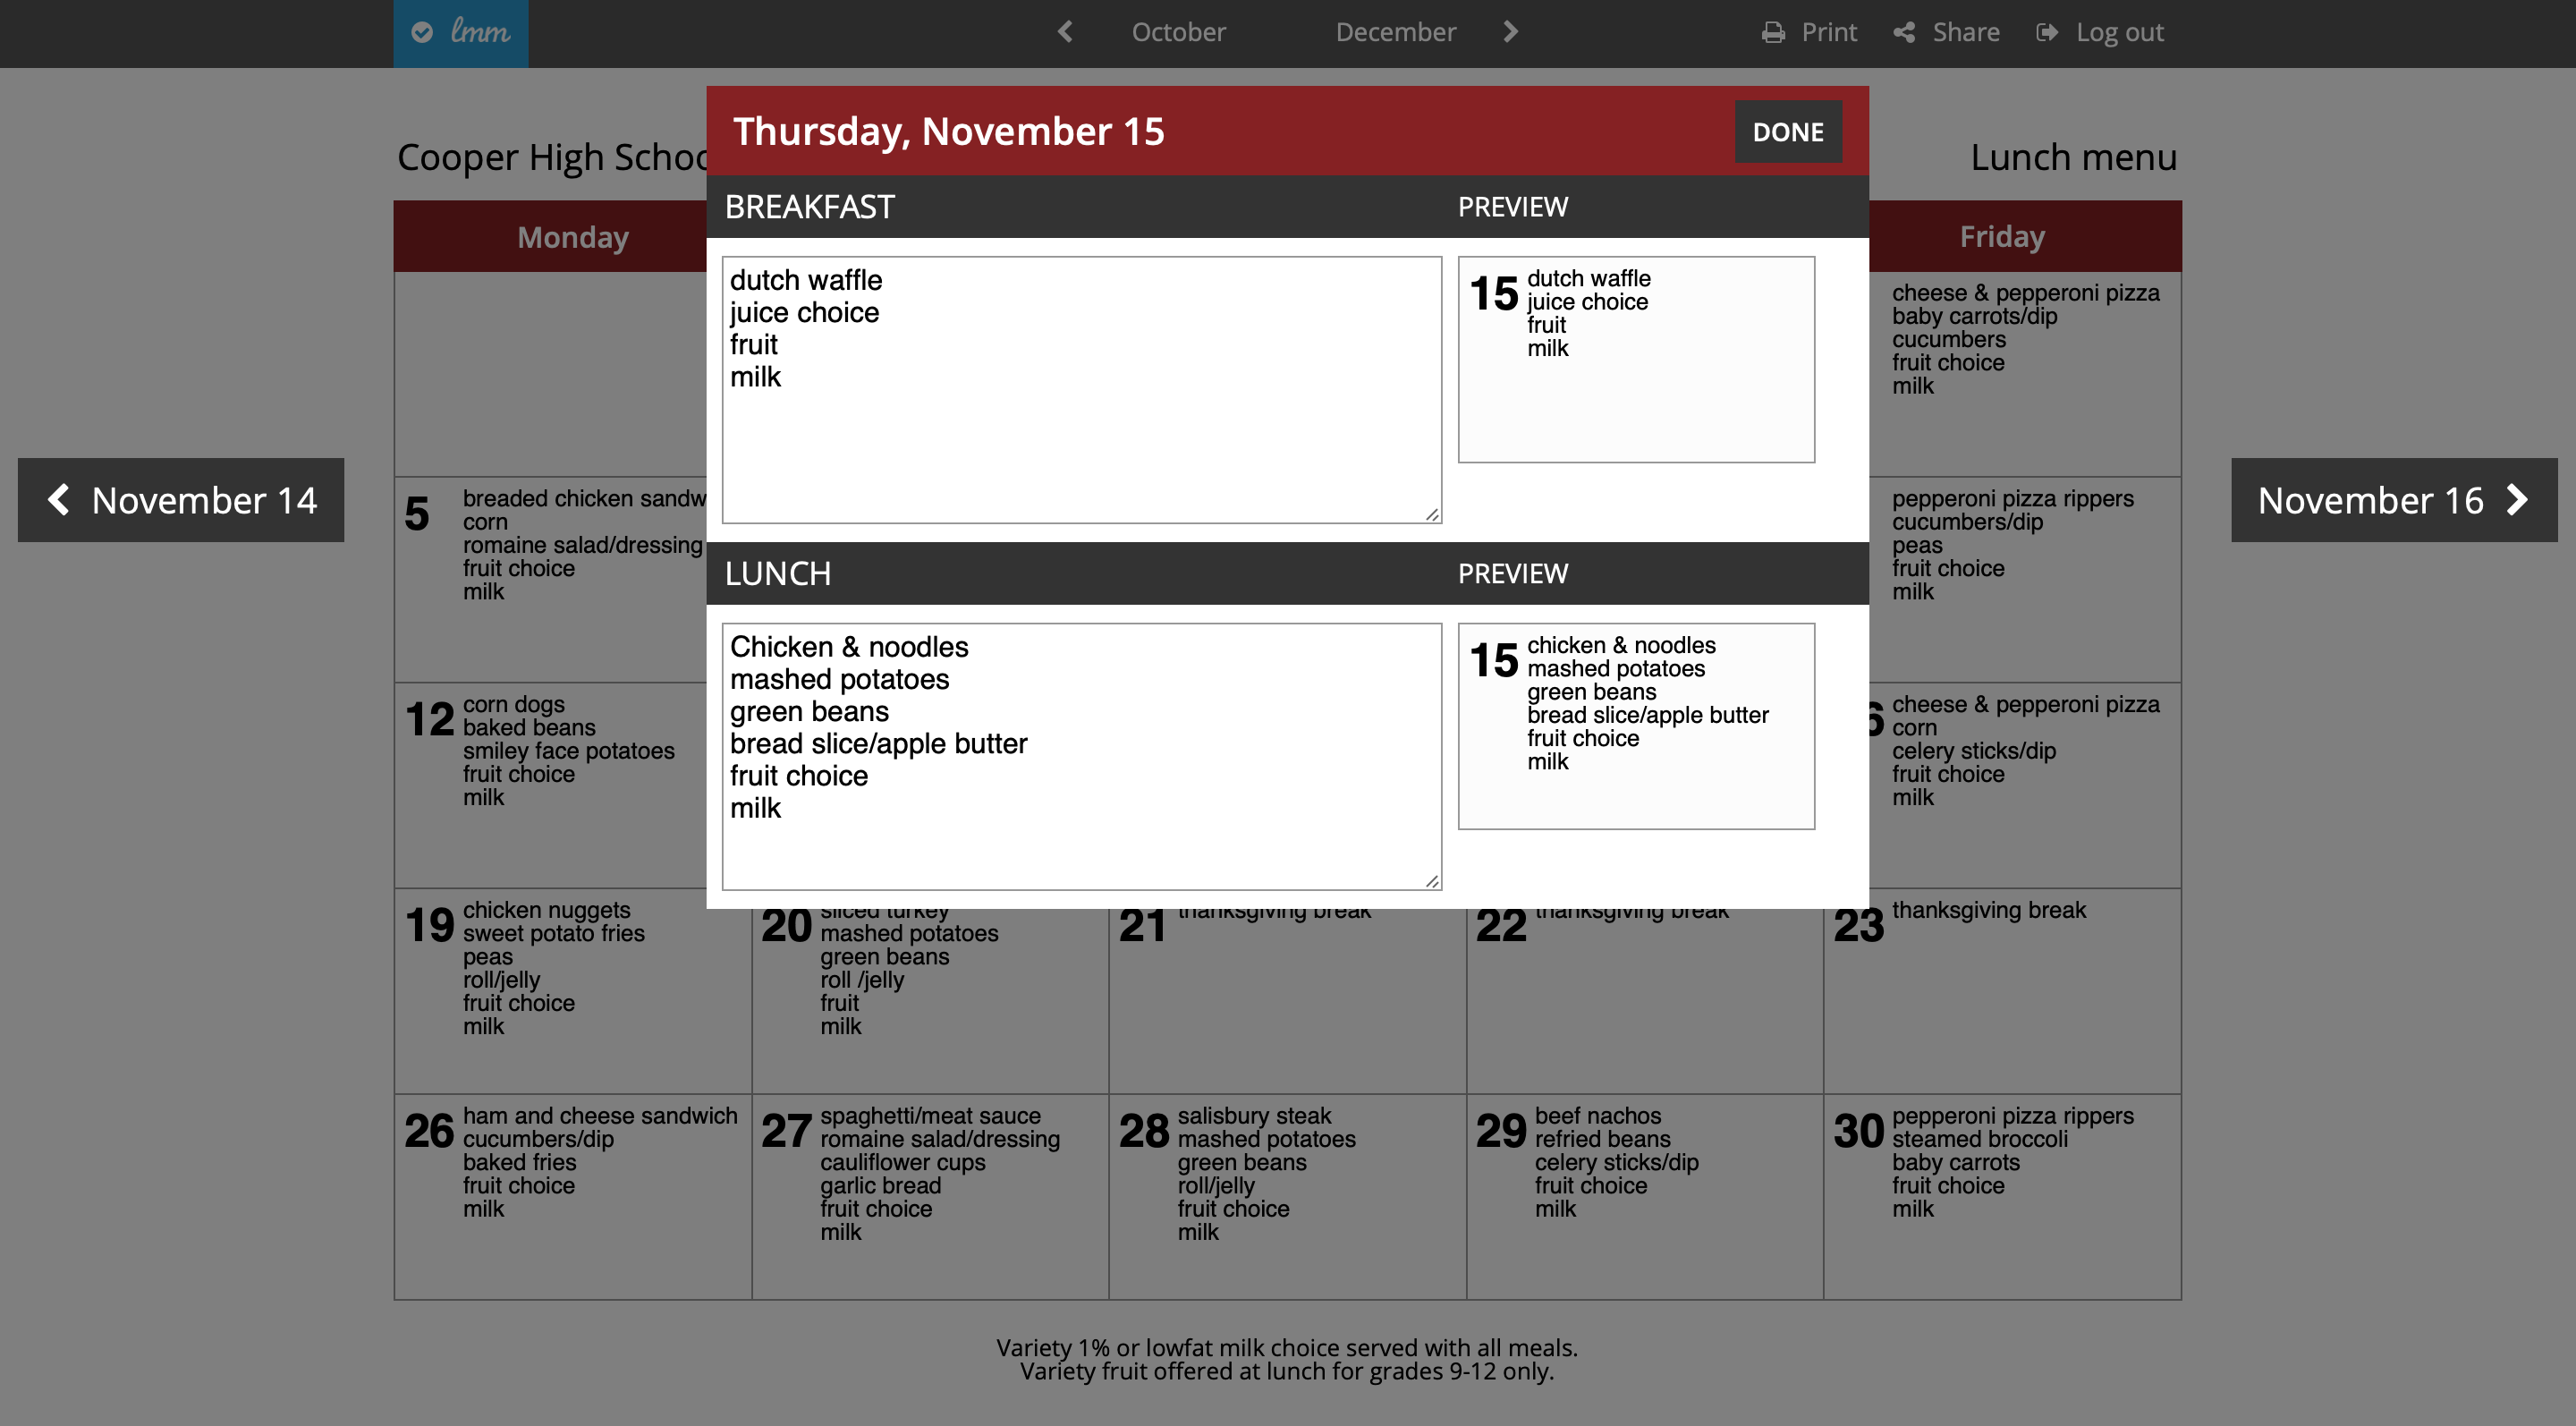 lmm
October
December
Print
Share
Log out
Cooper High Schoo
Lunch menu
Monday
Friday
Thursday, November 15
DONE
BREAKFAST
PREVIEW
dutch waffle
juice choice
fruit
milk
15
dutch waffle
juice choice
fruit
milk
LUNCH
PREVIEW
Chicken & noodles
mashed potatoes
green beans
bread slice/apple butter
fruit choice
milk
15
chicken & noodles
mashed potatoes
green beans
bread slice/apple butter
fruit choice
milk
November 14
November 16
cheese & pepperoni pizza
baby carrots/dip
cucumbers
fruit choice
milk
5
breaded chicken sandw
corn
romaine salad/dressing
fruit choice
milk
pepperoni pizza rippers
cucumbers/dip
peas
fruit choice
milk
12
corn dogs
baked beans
smiley face potatoes
fruit choice
milk
6
cheese & pepperoni pizza
corn
celery sticks/dip
fruit choice
milk
19
chicken nuggets
sweet potato fries
peas
roll/jelly
fruit choice
milk
20
sliced turkey
mashed potatoes
green beans
roll /jelly
fruit
milk
21
thanksgiving break
22
thanksgiving break
23
thanksgiving break
26
ham and cheese sandwich
cucumbers/dip
baked fries
fruit choice
milk
27
spaghetti/meat sauce
romaine salad/dressing
cauliflower cups
garlic bread
fruit choice
milk
28
salisbury steak
mashed potatoes
green beans
roll/jelly
fruit choice
milk
29
beef nachos
refried beans
celery sticks/dip
fruit choice
milk
30
pepperoni pizza rippers
steamed broccoli
baby carrots
fruit choice
milk
Variety 1% or lowfat milk choice served with all meals.
Variety fruit offered at lunch for grades 9-12 only.